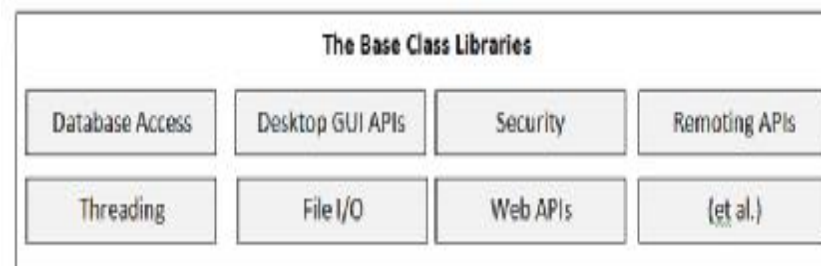 The Base Class Libraries
Database Access Desktop GUI APIs Security Remoting APIs
Threading File I/O Web APIs (et al.)